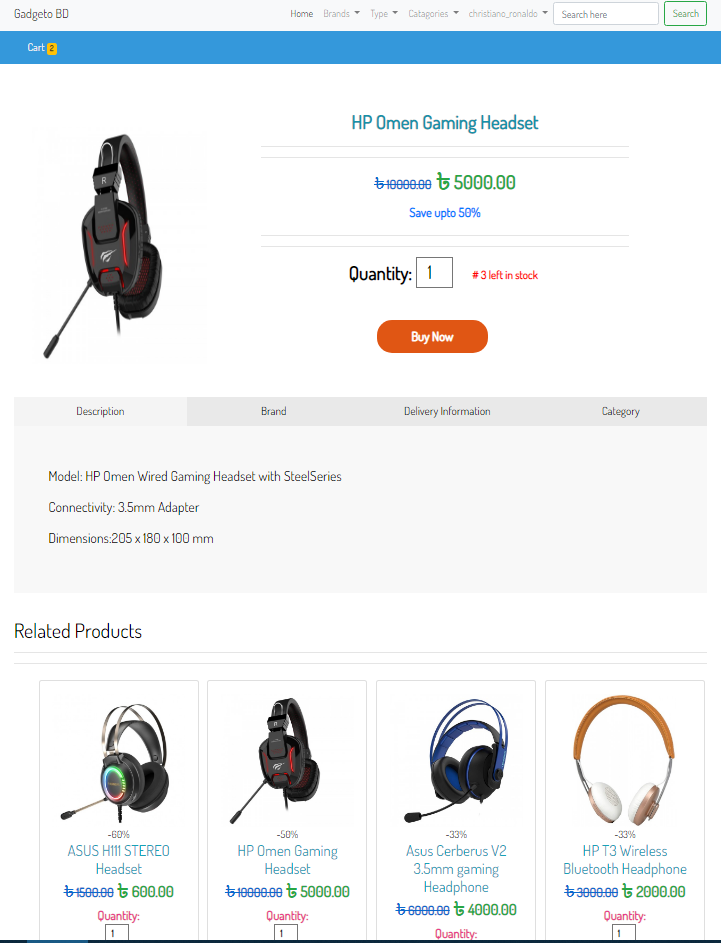 Gadgeto BD
Home Brands Type Catagories christiano_ronaldo Search here Search
Cart 2
HP Omen Gaming Headset
৳ 10000.00 ৳ 5000.00
Save upto 50%
Quantity: 1 # 3 left in stock
Buy Now
Description Brand Delivery Information Category
Model: HP Omen Wired Gaming Headset with SteelSeries
Connectivity: 3.5mm Adapter
Dimensions:205 x 180 x 100 mm
Related Products
-60%
ASUS H111 STEREO
Headset
৳ 1500.00 ৳ 600.00
Quantity:
1
-50%
HP Omen Gaming
Headset
৳ 10000.00 ৳ 5000.00
Quantity:
1
-33%
Asus Cerberus V2
3.5mm gaming
Headphone
৳ 6000.00 ৳ 4000.00
Quantity:
-33%
HP T3 Wireless
Bluetooth Headphone
৳ 3000.00 ৳ 2000.00
Quantity:
1